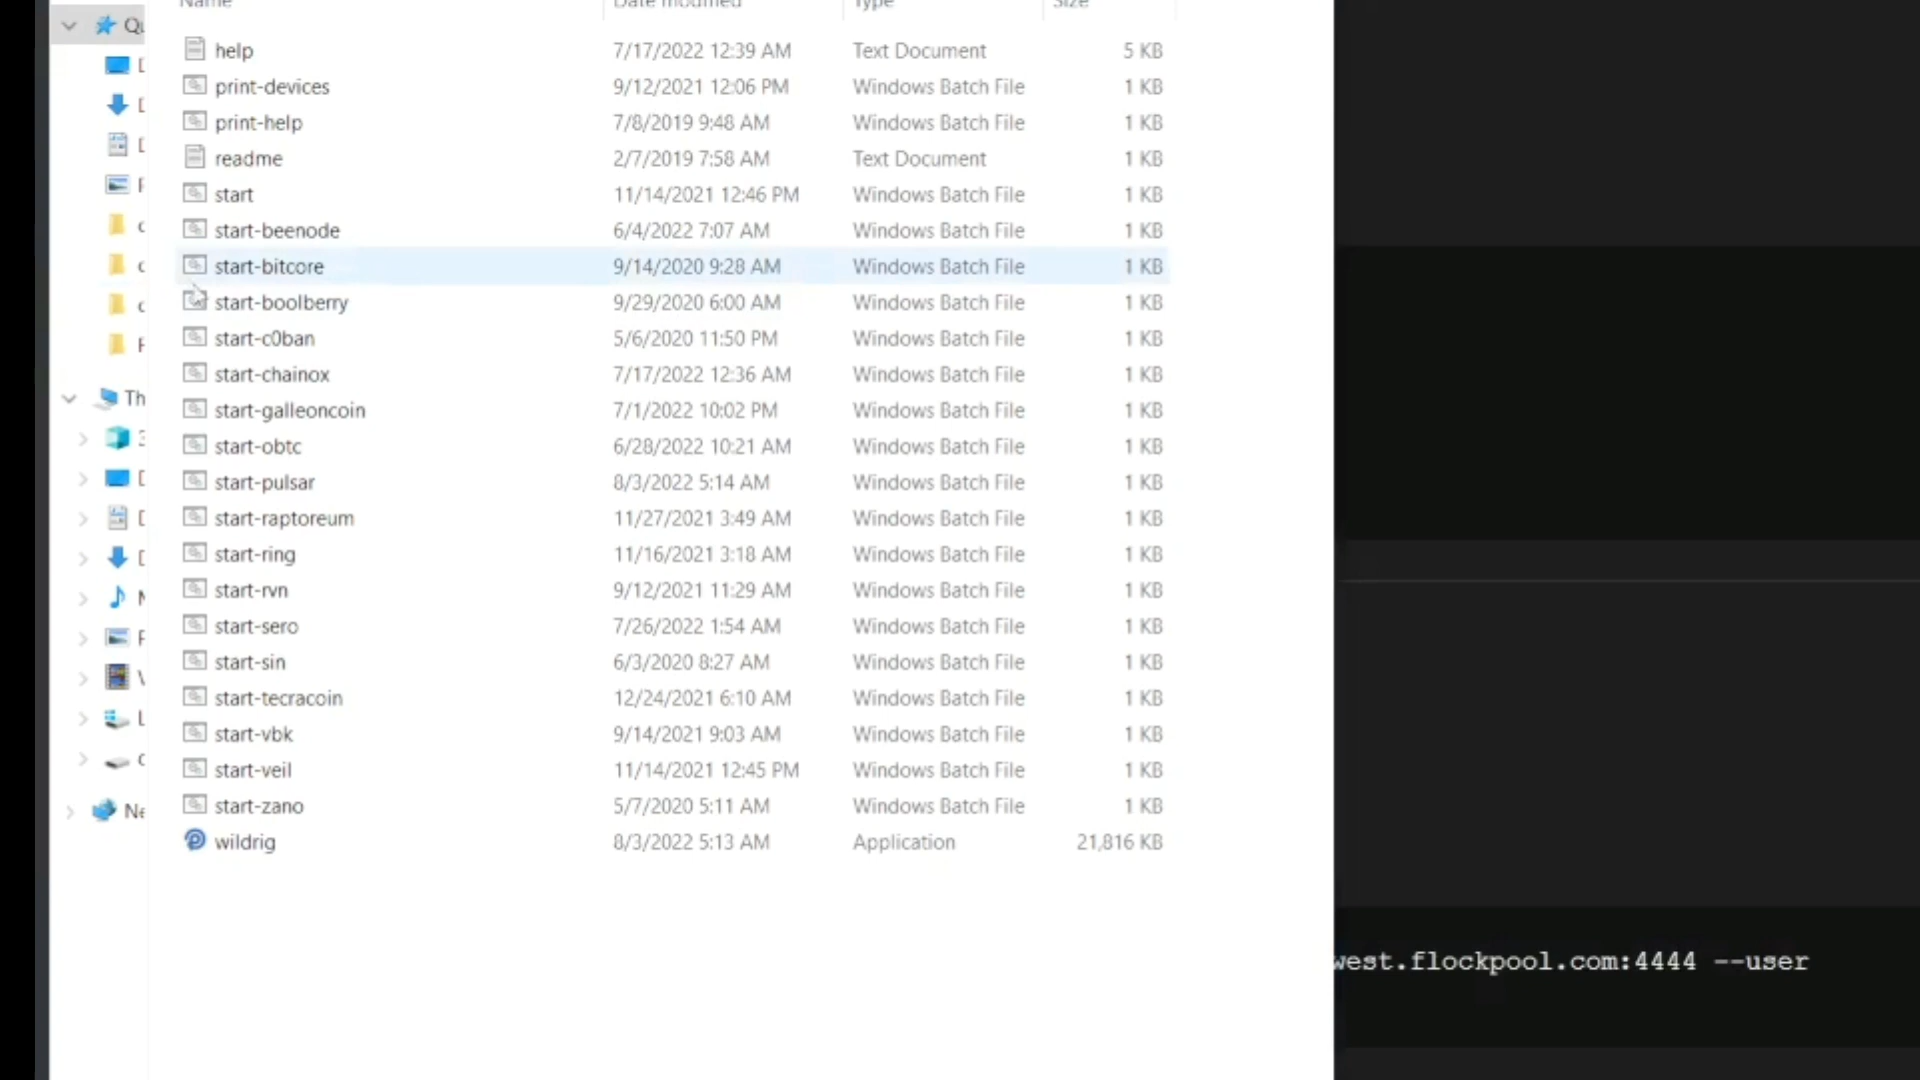 Name Date modified Type Size
help 7/17/2022 12:39 AM Text Document 5 KB
print-devices 9/12/2021 12:06 PM Windows Batch File 1 KB
print-help 7/8/2019 9:48 AM Windows Batch File 1 KB
readme 2/7/2019 7:58 AM Text Document 1 KB
start 11/14/2021 12:46 PM Windows Batch File 1 KB
start-beenode 6/4/2022 7:07 AM Windows Batch File 1 KB
start-bitcore 9/14/2020 9:28 AM Windows Batch File 1 KB
start-boolberry 9/29/2020 6:00 AM Windows Batch File 1 KB
start-c0ban 5/6/2020 11:50 PM Windows Batch File 1 KB
start-chainox 7/17/2022 12:36 AM Windows Batch File 1 KB
start-galleoncoin 7/1/2022 10:02 PM Windows Batch File 1 KB
start-obtc 6/28/2022 10:21 AM Windows Batch File 1 KB
start-pulsar 8/3/2022 5:14 AM Windows Batch File 1 KB
start-raptoreum 11/27/2021 3:49 AM Windows Batch File 1 KB
start-ring 11/16/2021 3:18 AM Windows Batch File 1 KB
start-rvn 9/12/2021 11:29 AM Windows Batch File 1 KB
start-sero 7/26/2022 1:54 AM Windows Batch File 1 KB
start-sin 6/3/2020 8:27 AM Windows Batch File 1 KB
start-tecracoin 12/24/2021 6:10 AM Windows Batch File 1 KB
start-vbk 9/14/2021 9:03 AM Windows Batch File 1 KB
start-veil 11/14/2021 12:45 PM Windows Batch File 1 KB
start-zano 5/7/2020 5:11 AM Windows Batch File 1 KB
wildrig 8/3/2022 5:13 AM Application 21,816 KB
west.flockpool.com:4444 --user